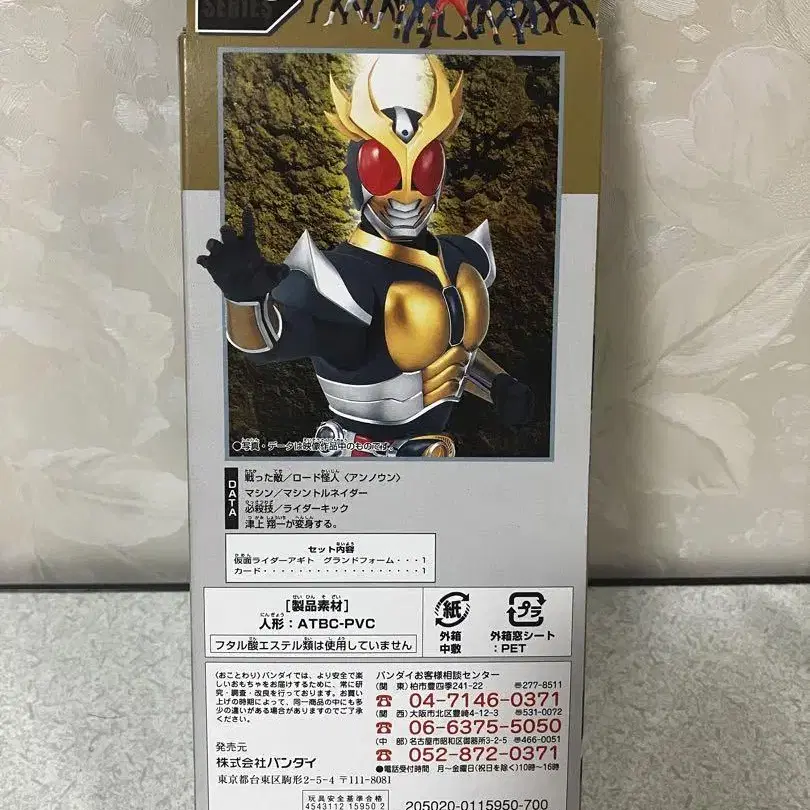 SERIES
●写真・データは映像作品中のものです。
DATA
戦った敵/ロード怪人〈アンノウン〉
マシン/マシントルネイダー
必殺技/ライダーキック
津上 翔一が変身する。
セット内容
仮面ライダーアギト グランドフォーム・・・1
カード・・・・・・・・・・・・・・・・・・1
[製品素材]
人形:ATBC-PVC
フタル酸エステル類は使用していません
紙
外箱
中敷
プラ
外箱窓シート
:PET
(おことわり)バンダイでは、より安全で楽
しいおもちゃをお届けするために、常に研
究・調査・改良を行っております。お買い
上げの時期によって、同一商品の中にも多
少の違いがある場合がありますのでご了承
ください。
発売元
株式会社バンダイ
東京都台東区駒形2-5-4 〒111-8081
バンダイお客様相談センター
(関 東)柏市豊四季241-22 〒277-8511
04-7146-0371
(関 西)大阪市北区豊崎4-12-3 〒531-0072
06-6375-5050
(中 部)名古屋市昭和区御器所3-2-5 〒466-0051
052-872-0371
●電話受付時間 月〜金曜日(祝日を除く)10時〜16時
玩具安全基準合格
4543112 15950 2
205020-0115950-700